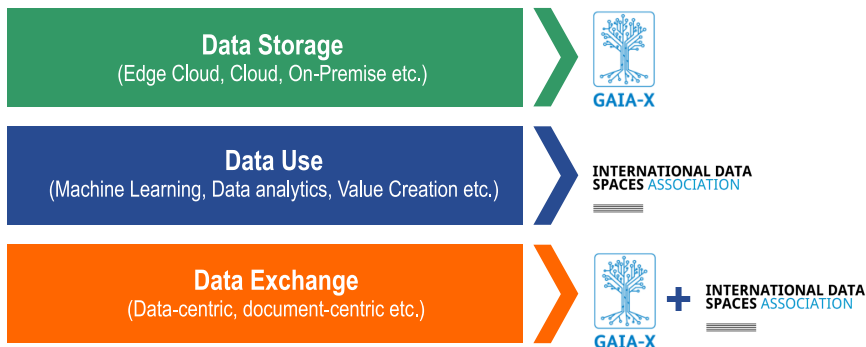 Data Storage
(Edge Cloud, Cloud, On-Premise etc.)
GAIA-X
Data Use
(Machine Learning, Data analytics, Value Creation etc.)
INTERNATIONAL DATA
SPACES ASSOCIATION
Data Exchange
(Data-centric, document-centric etc.)
GAIA-X
+
INTERNATIONAL DATA
SPACES ASSOCIATION